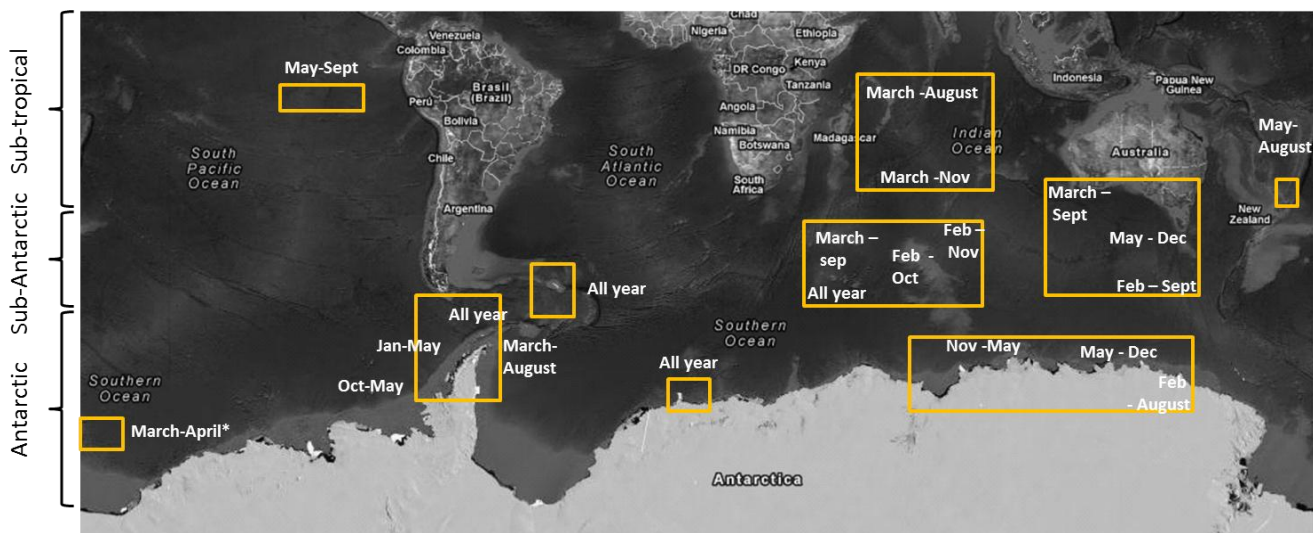 Sub-tropical
Sub-Antarctic
Antarctic
Chad
Nigeria
Ethiopia
Venezuela
Colombia
Kenya
DR Congo
Tanzania
Indonesia
Papua New
Guinea
May-Sept
Brasil
(Brazil)
Perú
Bolivia
Angola
Namibia
Botswana
Madagascar
March -August
Indian
Ocean
May-
August
Australia
South
Pacific
Ocean
Chile
South
Atlantic
Ocean
South
Africa
March -Nov
Argentina
March –
Sept
May - Dec
Feb – Sept
New
Zealand
March –
sep
Feb -
Oct
Feb –
Nov
All year
All year
All year
Jan-May
Oct-May
March-
August
Southern
Ocean
All year
Nov -May
May - Dec
Feb
- August
Southern
Ocean
March-April*
Antarctica